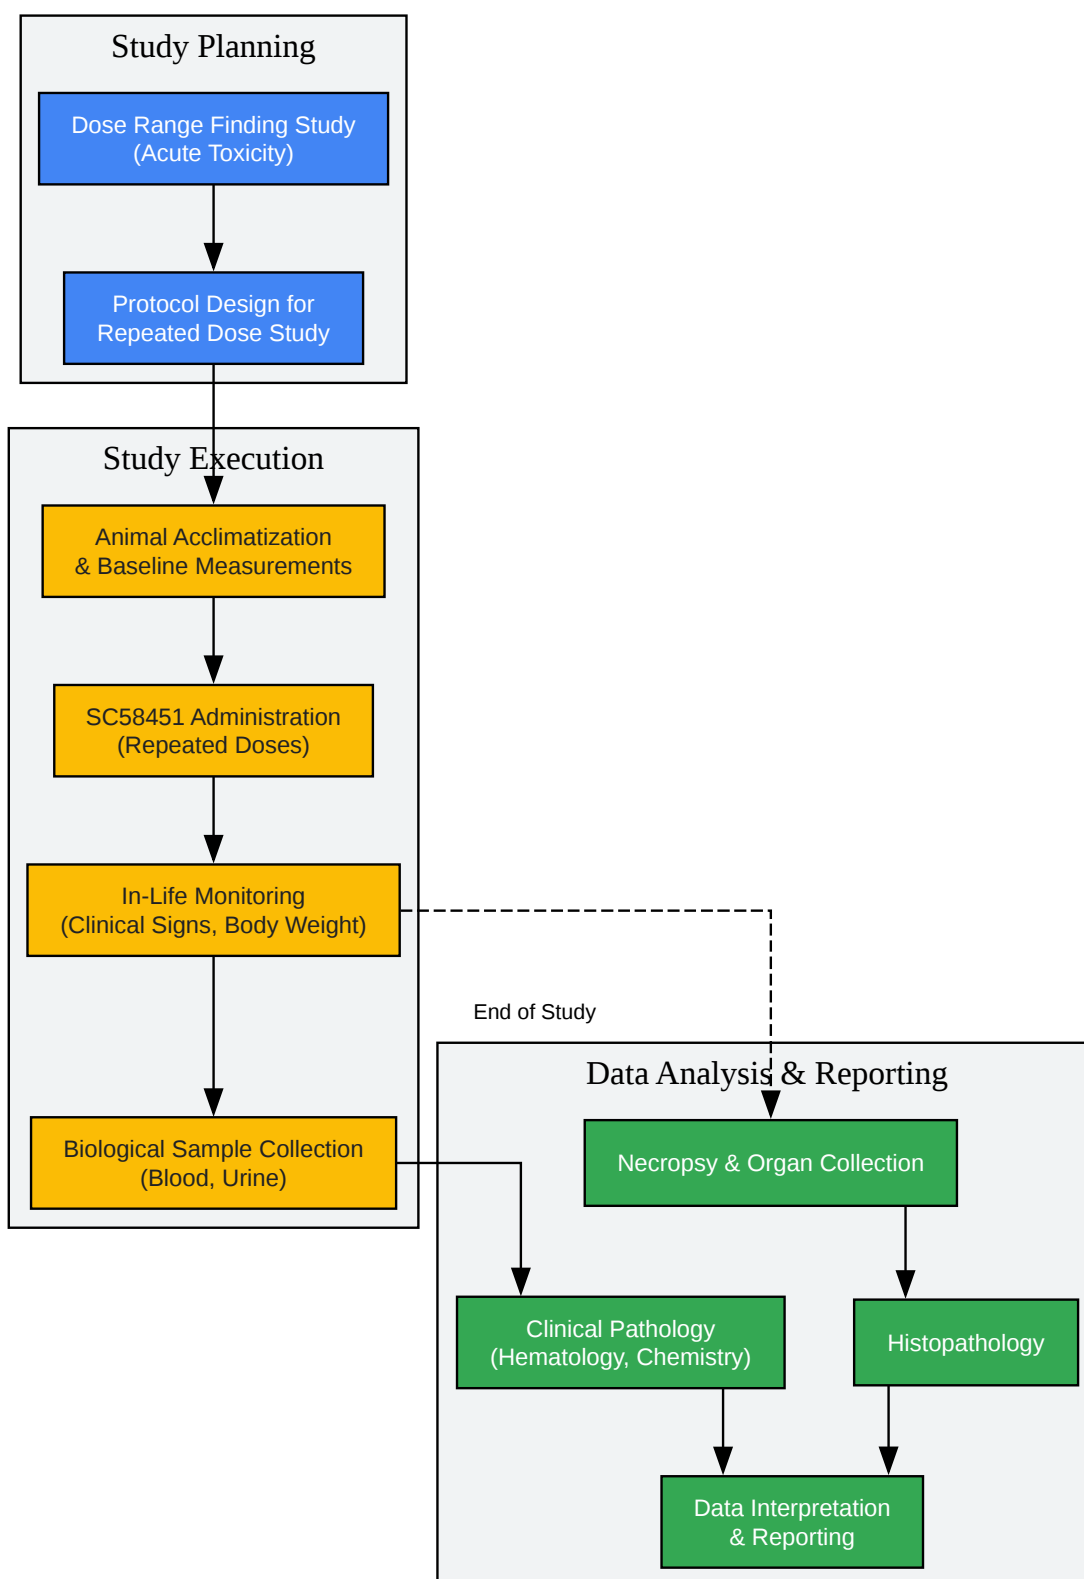 Study Planning
Dose Range Finding Study
(Acute Toxicity)
Protocol Design for
Repeated Dose Study
Study Execution
Animal Acclimatization
& Baseline Measurements
SC58451 Administration
(Repeated Doses)
In-Life Monitoring
(Clinical Signs, Body Weight)
End of Study
Biological Sample Collection
(Blood, Urine)
Data Analysis & Reporting
Necropsy & Organ Collection
Clinical Pathology
(Hematology, Chemistry)
Histopathology
Data Interpretation
& Reporting